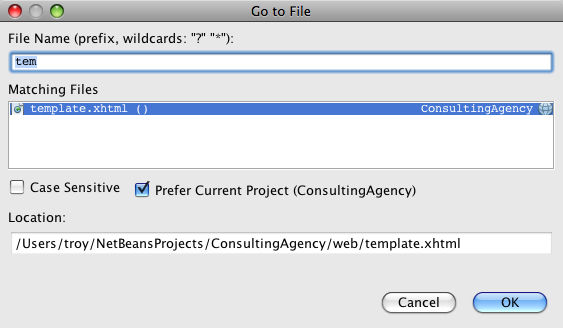 Go to File
File Name (prefix, wildcards: "?" "*"):
tem
Matching Files
template.xhtml () ConsultingAgency
Case Sensitive Prefer Current Project (ConsultingAgency)
Location:
/Users/troy/NetBeansProjects/ConsultingAgency/web/template.xhtml
Cancel OK